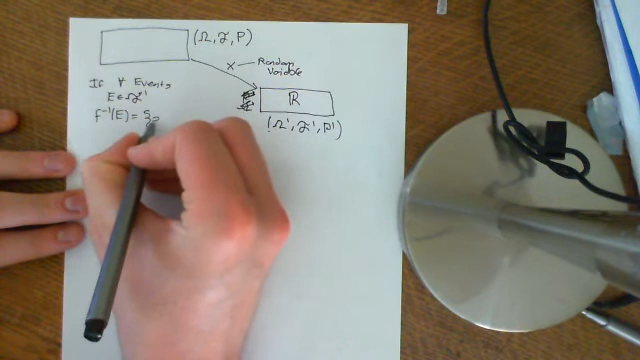 (Ω, F, P)
X — Random
Variable
If ∀ Events
E ∈ F'
ℝ
f⁻¹(E) = {
(Ω', F', P')